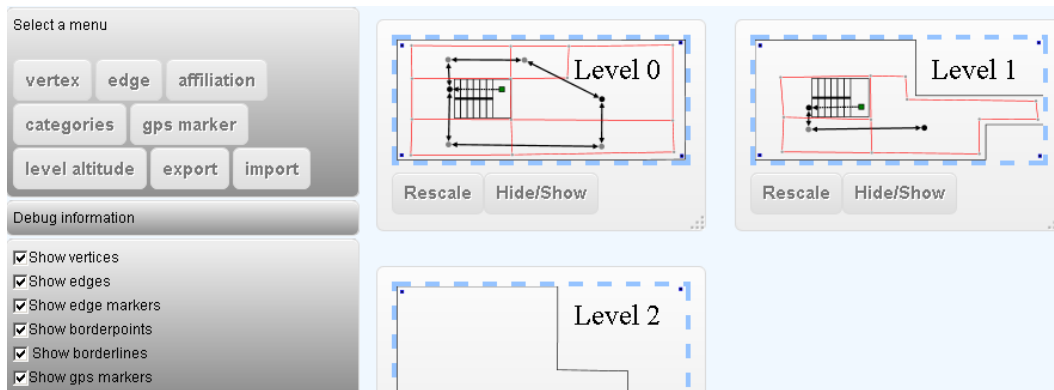 Select a menu
vertex edge affiliation
categories gps marker
level altitude export import
Debug information
Show vertices
Show edges
Show edge markers
Show borderpoints
Show borderlines
Show gps markers
Level 0
Rescale Hide/Show
Level 1
Rescale Hide/Show
Level 2